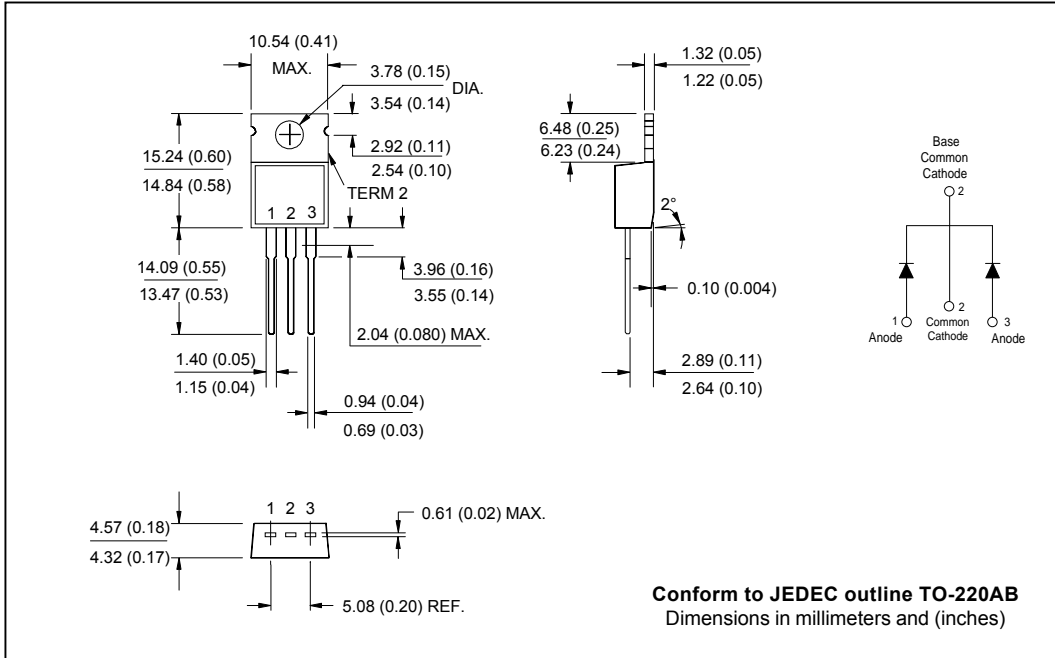 10.54 (0.41)
MAX.
3.78 (0.15)
3.54 (0.14)
DIA.
2.92 (0.11)
2.54 (0.10)
15.24 (0.60)
14.84 (0.58)
TERM 2
1 2 3
14.09 (0.55)
13.47 (0.53)
3.96 (0.16)
3.55 (0.14)
2.04 (0.080) MAX.
1.40 (0.05)
1.15 (0.04)
0.94 (0.04)
0.69 (0.03)
1.32 (0.05)
1.22 (0.05)
6.48 (0.25)
6.23 (0.24)
2°
0.10 (0.004)
2.89 (0.11)
2.64 (0.10)
Base
Common
Cathode
2
2
Common
Cathode
1
Anode
3
Anode
1 2 3
4.57 (0.18)
4.32 (0.17)
0.61 (0.02) MAX.
5.08 (0.20) REF.
Conform to JEDEC outline TO-220AB
Dimensions in millimeters and (inches)